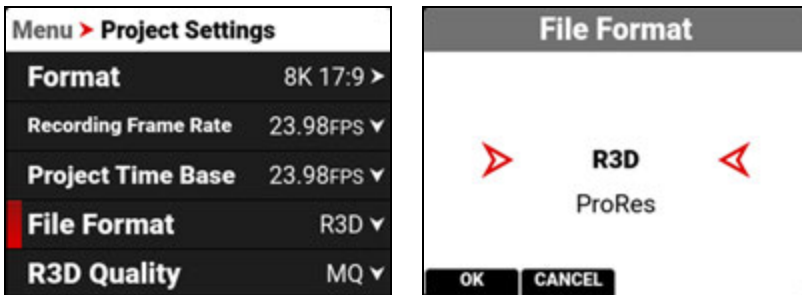 Menu > Project Settings
Format 8K 17:9 >
Recording Frame Rate 23.98FPS
Project Time Base 23.98FPS
File Format R3D
R3D Quality MQ
File Format
R3D
ProRes
OK CANCEL